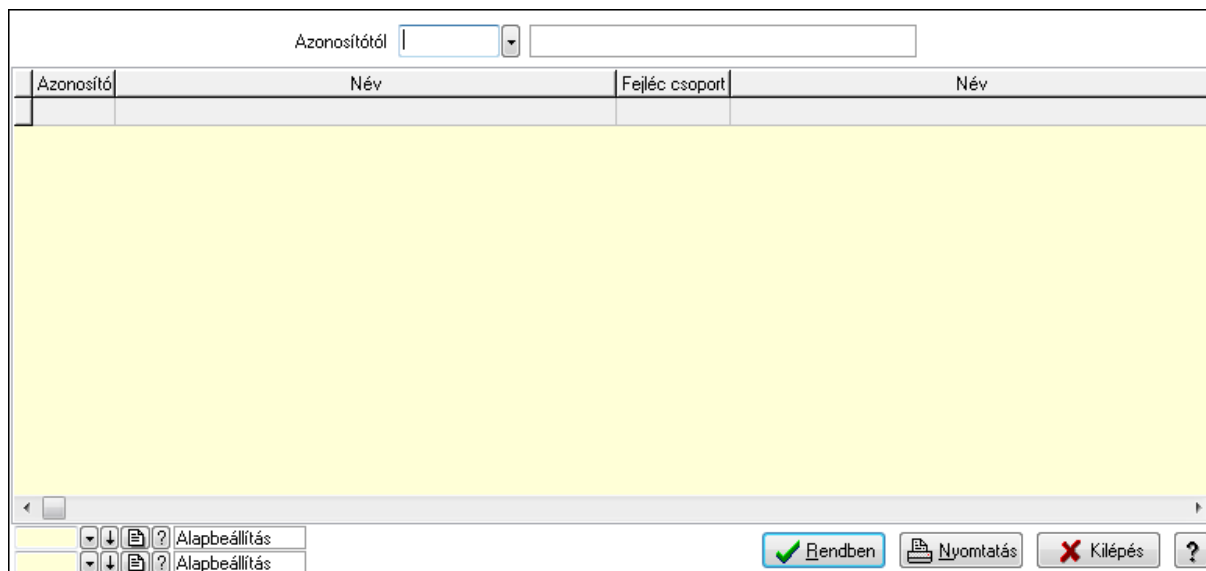 Azonosítótól
Azonosító Név Fejléc csoport Név
? Alapbeállítás
Rendben Nyomtatás Kilépés ?
? Alapbeállítás